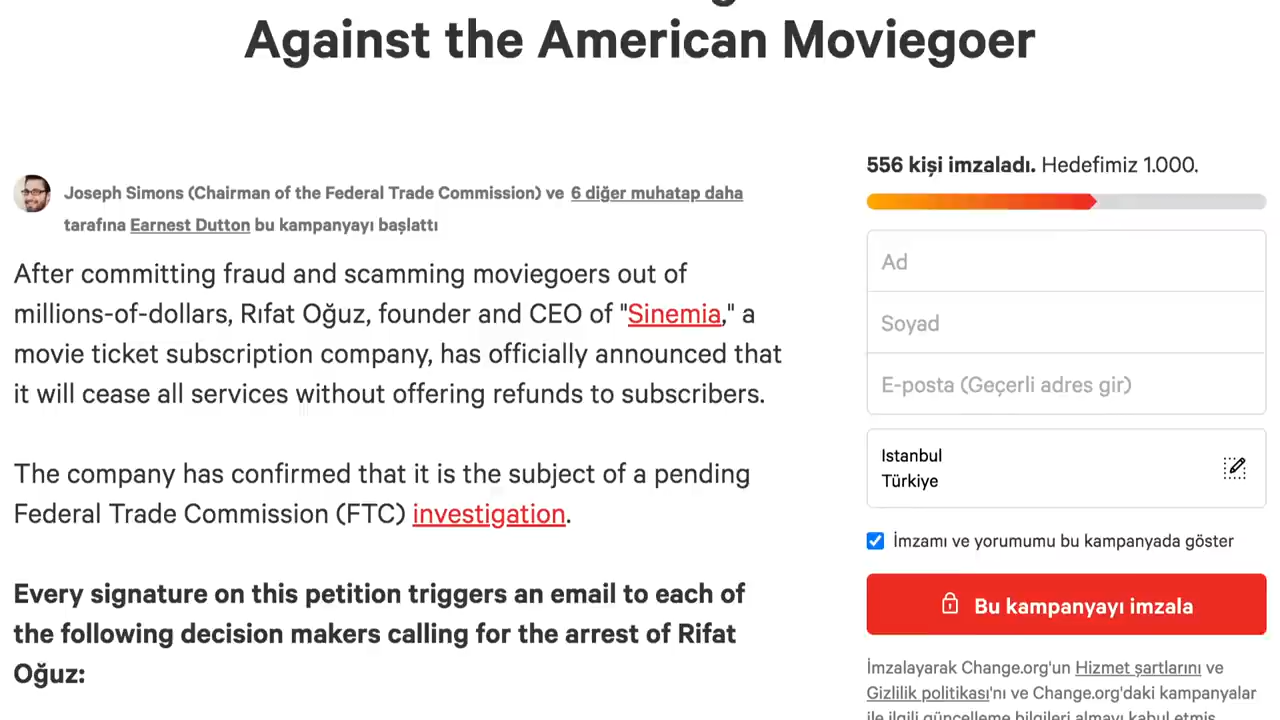 Against the American Moviegoer
Joseph Simons (Chairman of the Federal Trade Commission) ve 6 diğer muhatap daha
tarafına Earnest Dutton bu kampanyayı başlattı
After committing fraud and scamming moviegoers out of
millions-of-dollars, Rıfat Oğuz, founder and CEO of "Sinemia," a
movie ticket subscription company, has officially announced that
it will cease all services without offering refunds to subscribers.
The company has confirmed that it is the subject of a pending
Federal Trade Commission (FTC) investigation.
Every signature on this petition triggers an email to each of
the following decision makers calling for the arrest of Rifat
Oğuz:
556 kişi imzaladı. Hedefimiz 1.000.
Ad
Soyad
E-posta (Geçerli adres gir)
Istanbul
Türkiye
İmzamı ve yorumumu bu kampanyada göster
Bu kampanyayı imzala
İmzalayarak Change.org'un Hizmet şartlarını ve
Gizlilik politikası'nı ve Change.org'daki kampanyalar
ile ilgili güncelleme bilgileri almayı kabul etmiş